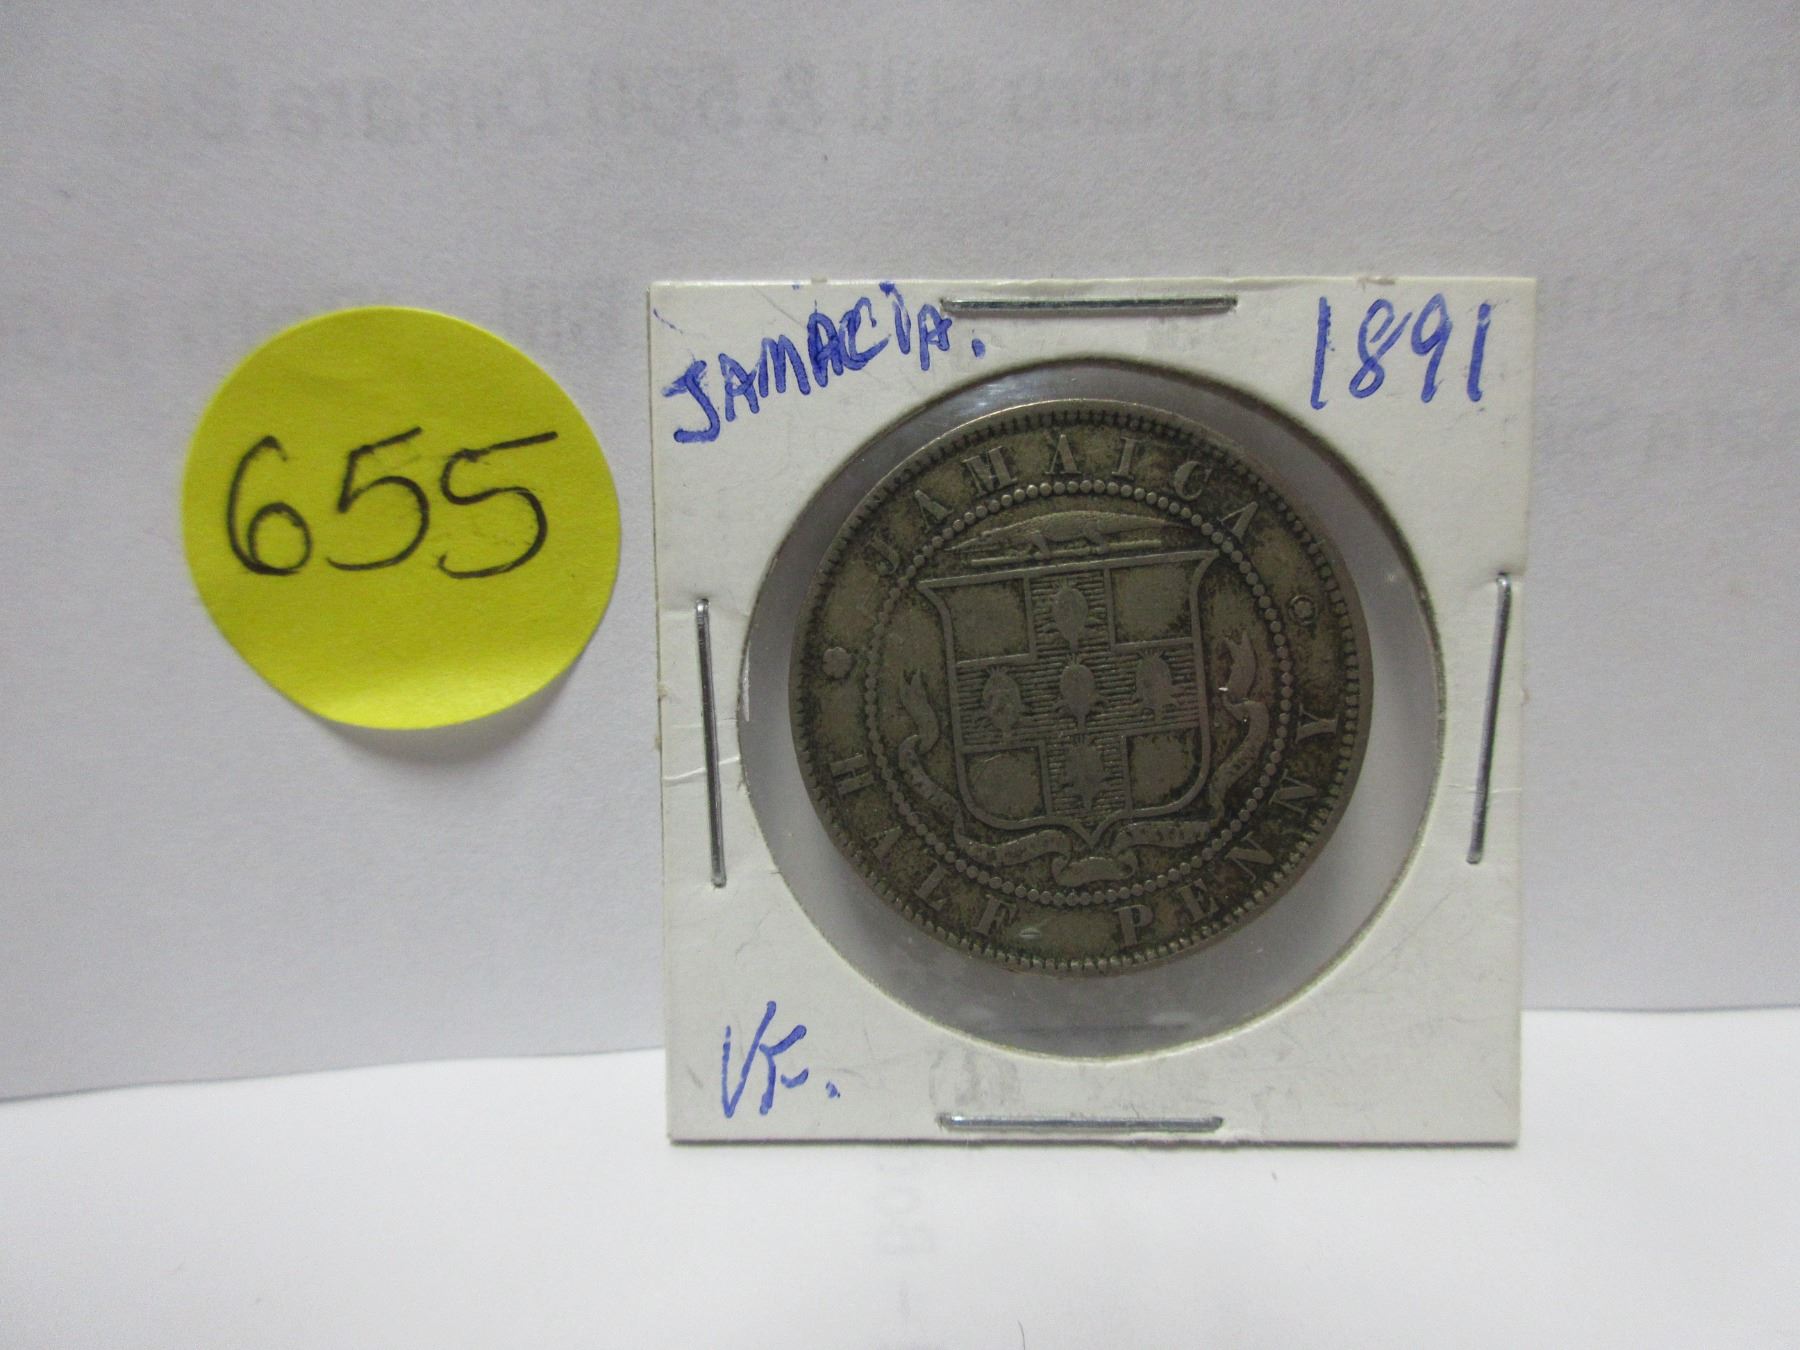 655
JAMACIA.
1891
JAMAICA
HALF PENNY
VF.